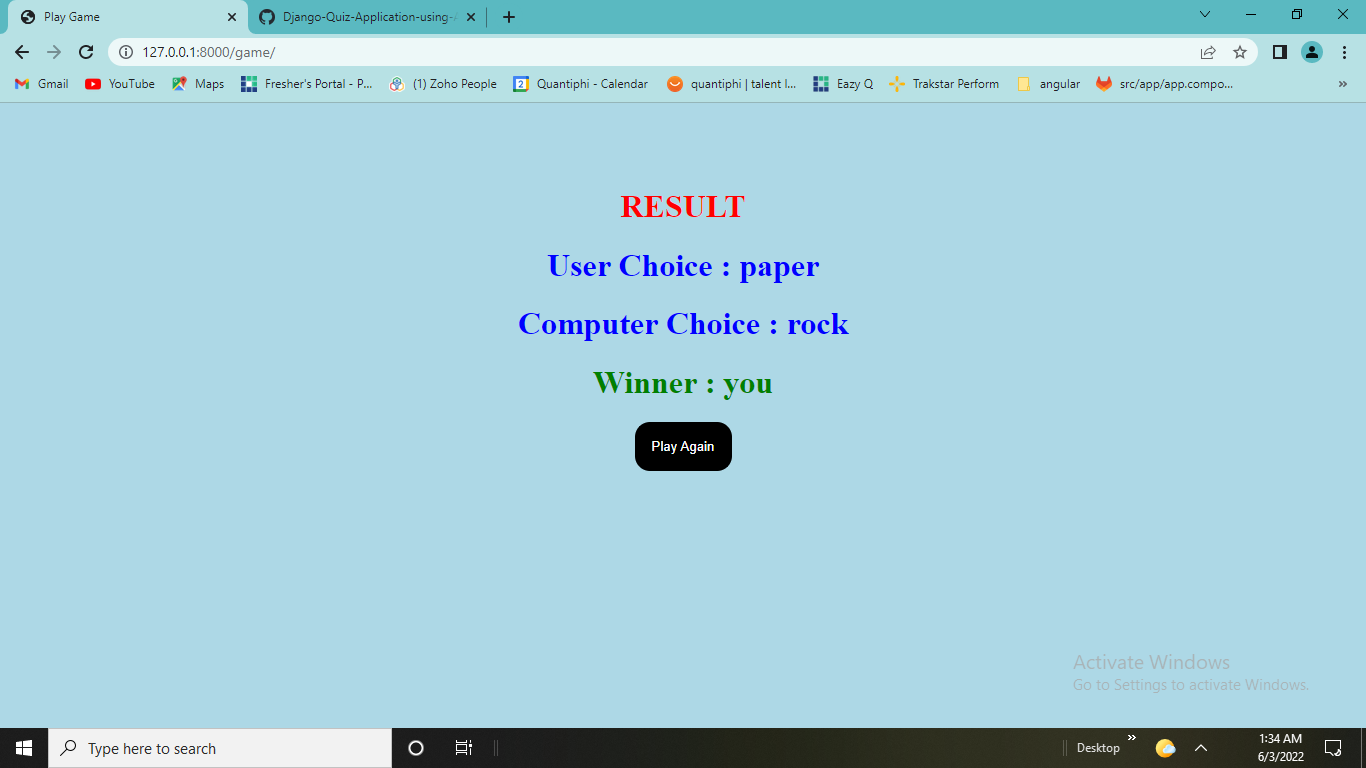 Play Game
Django-Quiz-Application-using-
127.0.0.1:8000/game/
Gmail
YouTube
Maps
Fresher's Portal - P...
(1) Zoho People
2
Quantiphi - Calendar
quantiphi | talent l...
Eazy Q
Trakstar Perform
angular
src/app/app.compo...
»
RESULT
User Choice : paper
Computer Choice : rock
Winner : you
Play Again
Activate Windows
Go to Settings to activate Windows.
Type here to search
Desktop
»
1:34 AM
6/3/2022